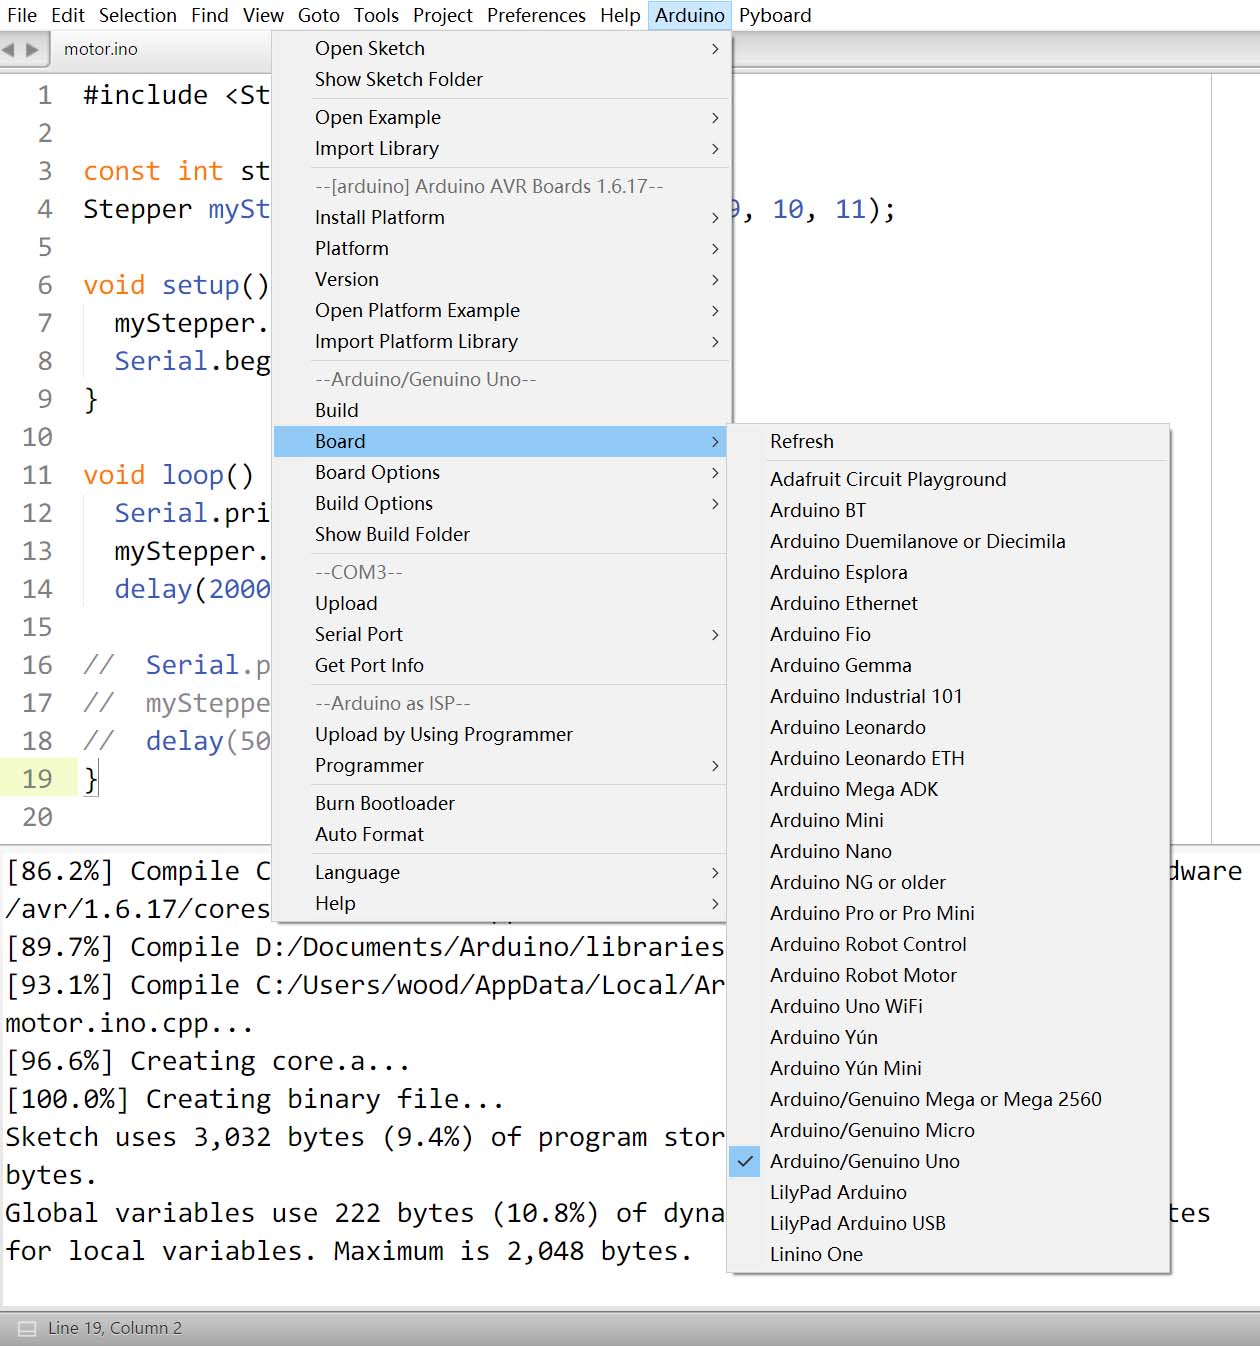 File Edit Selection Find View Goto Tools Project Preferences Help Arduino Pyboard
motor.ino
1 #include <St
2
3 const int st
4 Stepper mySt , 10, 11);
5
6 void setup()
7 myStepper.
8 Serial.beg
9 }
10
11 void loop()
12 Serial.pri
13 myStepper.
14 delay(2000
15
16 // Serial.p
17 // mySteppe
18 // delay(50
19 }
20
Open Sketch
Show Sketch Folder
Open Example
Import Library
--[arduino] Arduino AVR Boards 1.6.17--
Install Platform
Platform
Version
Open Platform Example
Import Platform Library
--Arduino/Genuino Uno--
Build
Board
Board Options
Build Options
Show Build Folder
--COM3--
Upload
Serial Port
Get Port Info
--Arduino as ISP--
Upload by Using Programmer
Programmer
Burn Bootloader
Auto Format
Language
Help
Refresh
Adafruit Circuit Playground
Arduino BT
Arduino Duemilanove or Diecimila
Arduino Esplora
Arduino Ethernet
Arduino Fio
Arduino Gemma
Arduino Industrial 101
Arduino Leonardo
Arduino Leonardo ETH
Arduino Mega ADK
Arduino Mini
Arduino Nano
Arduino NG or older
Arduino Pro or Pro Mini
Arduino Robot Control
Arduino Robot Motor
Arduino Uno WiFi
Arduino Yún
Arduino Yún Mini
Arduino/Genuino Mega or Mega 2560
Arduino/Genuino Micro
Arduino/Genuino Uno
LilyPad Arduino
LilyPad Arduino USB
Linino One
[86.2%] Compile C dware
/avr/1.6.17/cores
[89.7%] Compile D:/Documents/Arduino/libraries
[93.1%] Compile C:/Users/wood/AppData/Local/Ar
motor.ino.cpp...
[96.6%] Creating core.a...
[100.0%] Creating binary file...
Sketch uses 3,032 bytes (9.4%) of program stor
bytes.
Global variables use 222 bytes (10.8%) of dyna tes
for local variables. Maximum is 2,048 bytes.
Line 19, Column 2